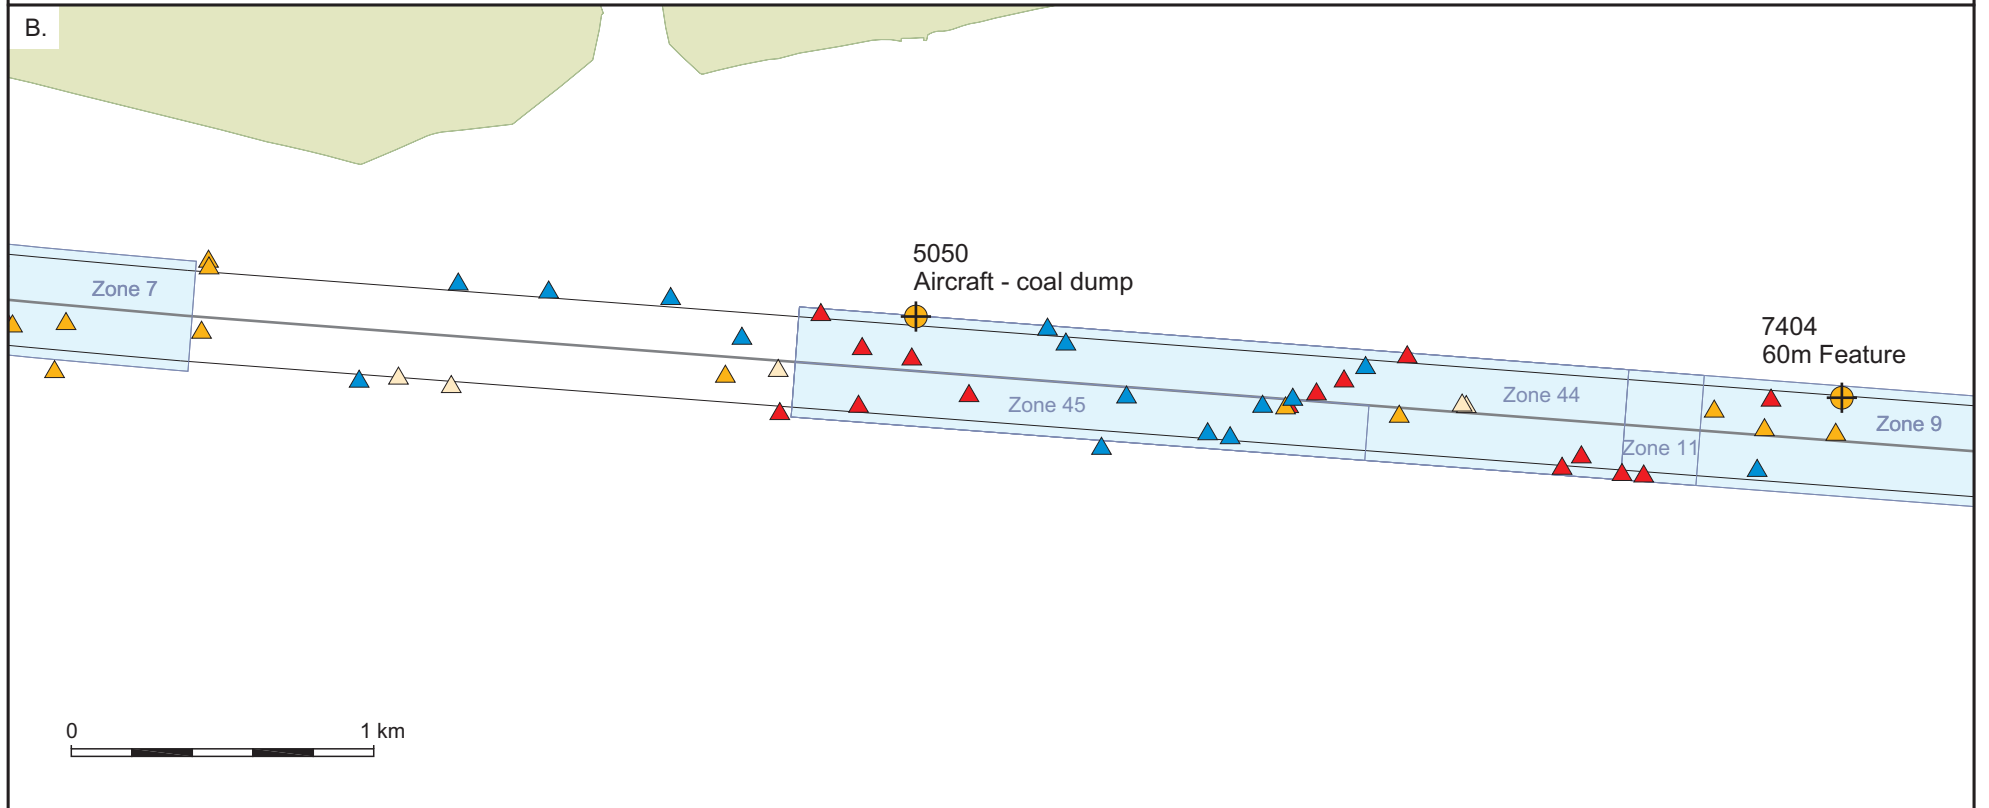 B.
5050
Aircraft - coal dump
Zone 7
7404
60m Feature
Zone 45
Zone 44
Zone 11
Zone 9
0 1 km